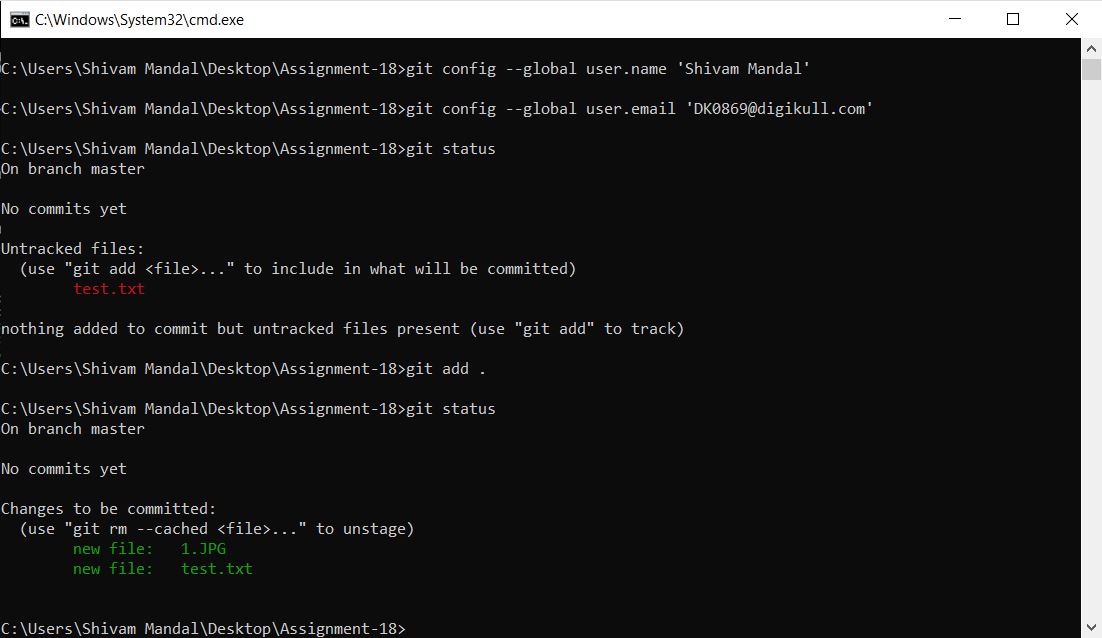 C:\Windows\System32\cmd.exe
C:\Users\Shivam Mandal\Desktop\Assignment-18>git config --global user.name 'Shivam Mandal'
C:\Users\Shivam Mandal\Desktop\Assignment-18>git config --global user.email 'DK0869@digikull.com'
C:\Users\Shivam Mandal\Desktop\Assignment-18>git status
On branch master
No commits yet
Untracked files:
  (use "git add <file>..." to include in what will be committed)
        test.txt
nothing added to commit but untracked files present (use "git add" to track)
C:\Users\Shivam Mandal\Desktop\Assignment-18>git add .
C:\Users\Shivam Mandal\Desktop\Assignment-18>git status
On branch master
No commits yet
Changes to be committed:
  (use "git rm --cached <file>..." to unstage)
        new file:   1.JPG
        new file:   test.txt
C:\Users\Shivam Mandal\Desktop\Assignment-18>